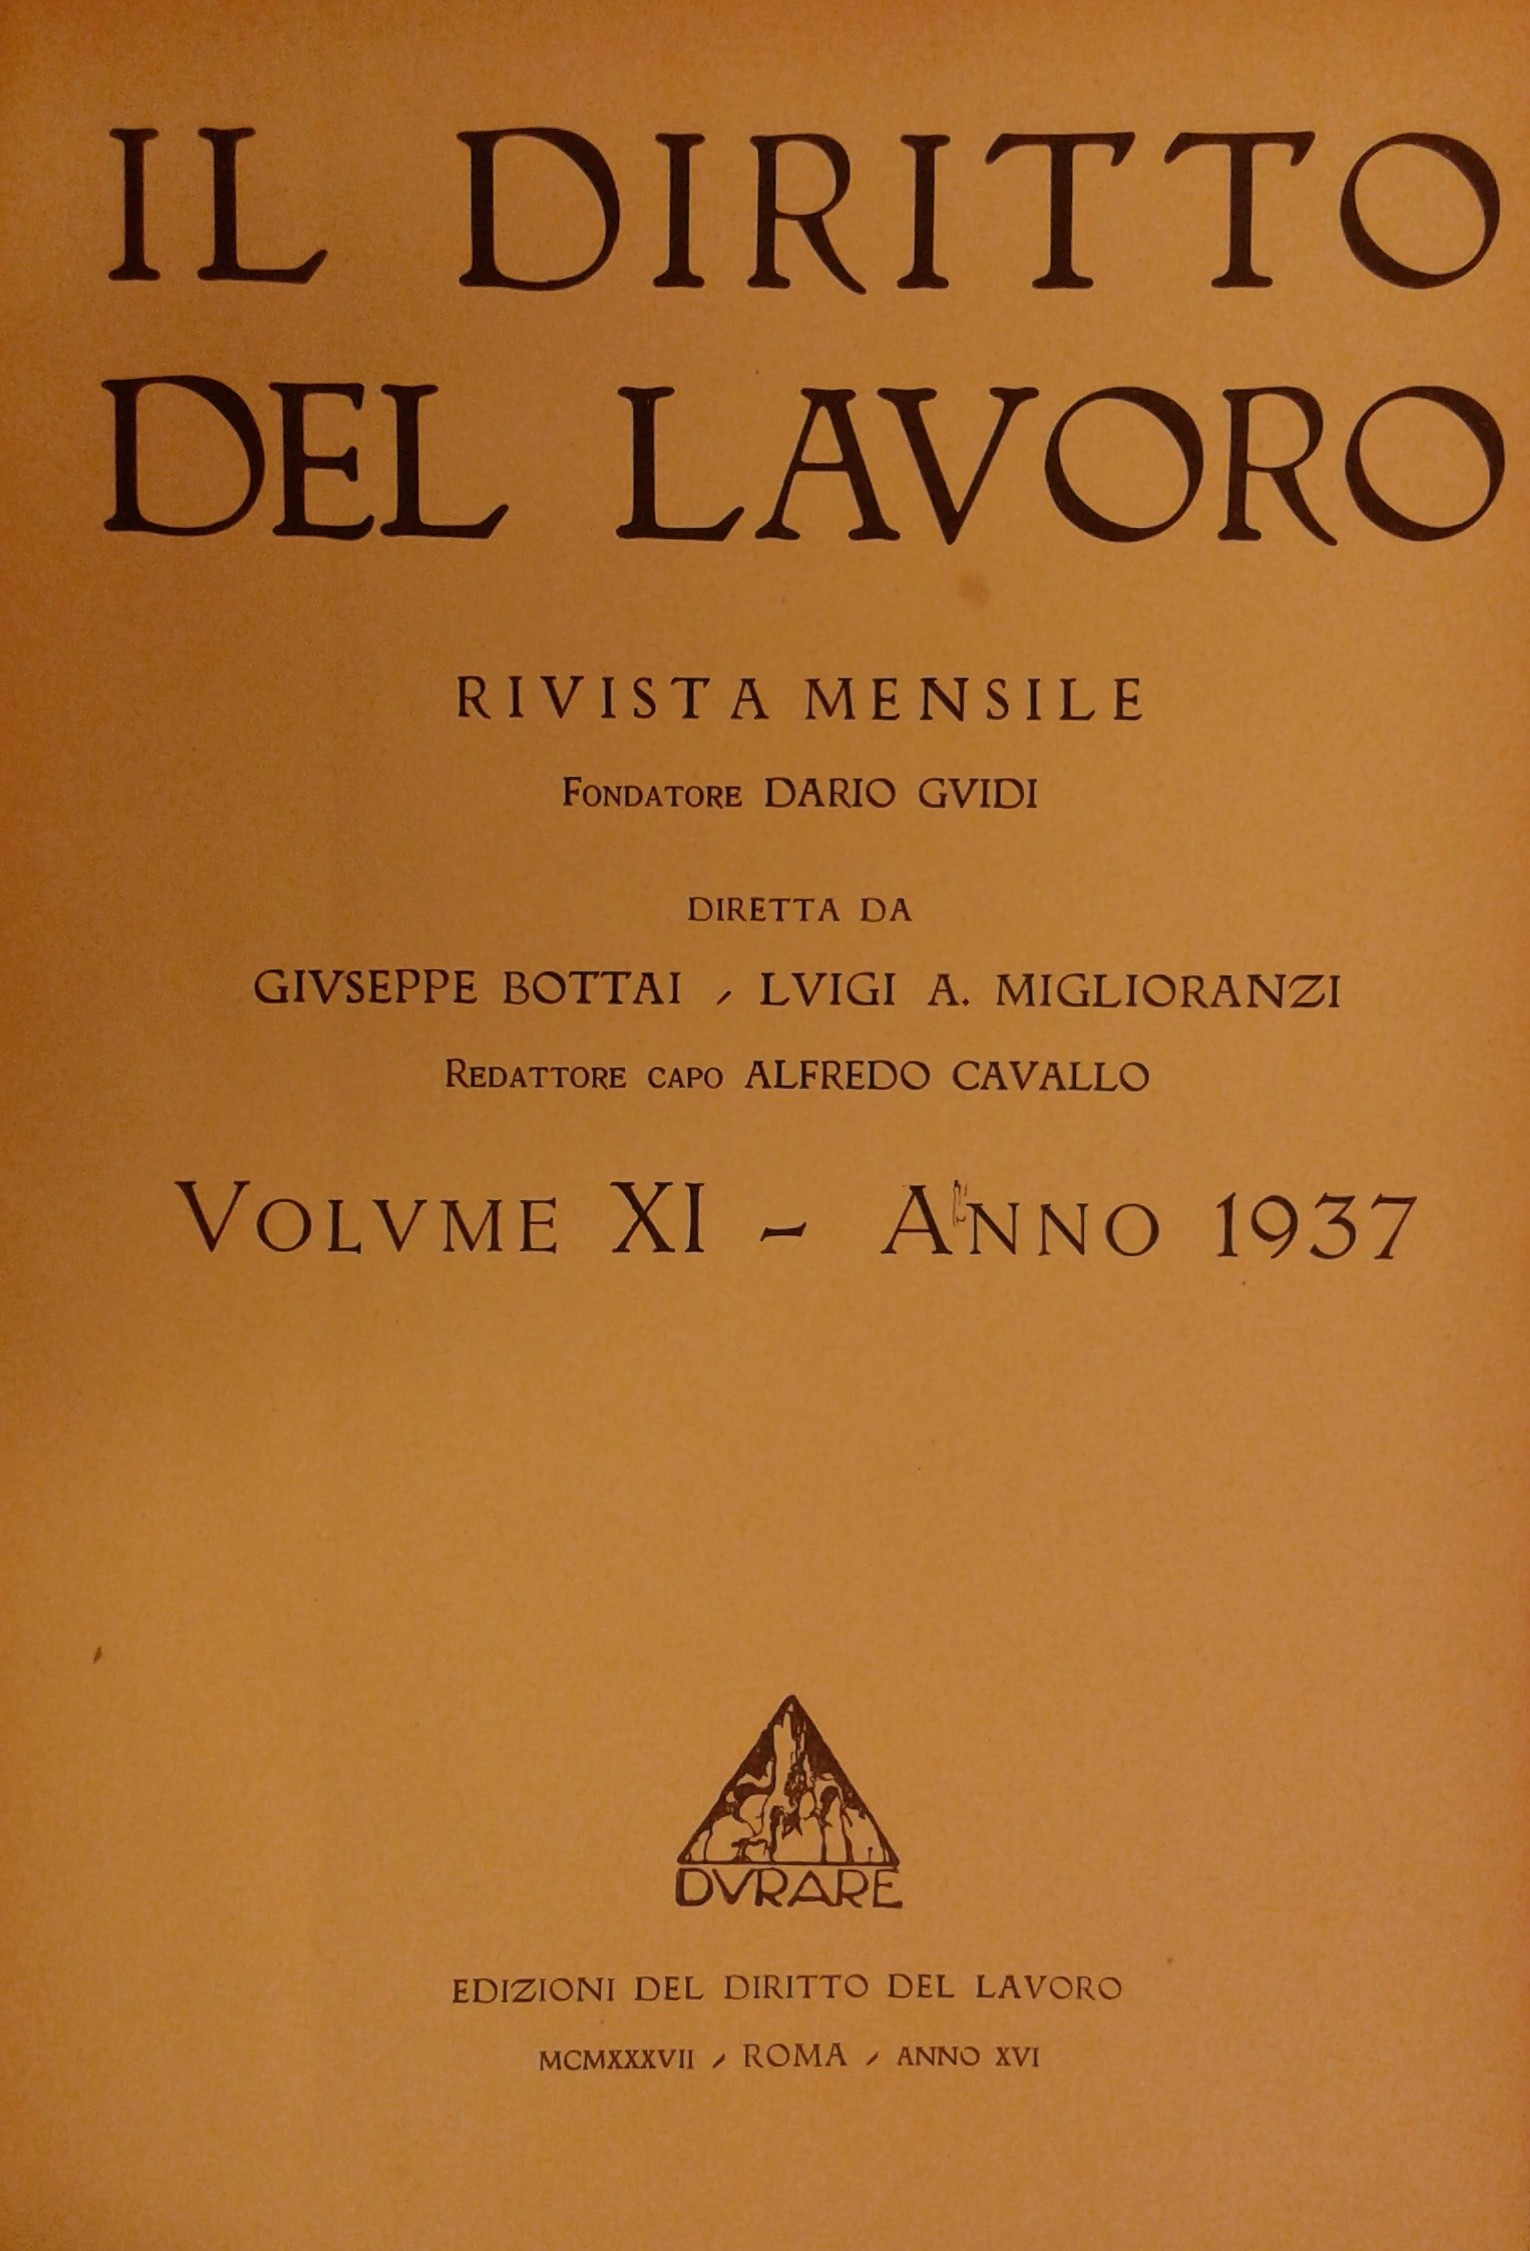 IL DIRITTO
DEL LAVORO
RIVISTA MENSILE
FONDATORE DARIO GVIDI
DIRETTA DA
GIVSEPPE BOTTAI / LVIGI A. MIGLIORANZI
REDATTORE CAPO ALFREDO CAVALLO
VOLVME XI - ANNO 1937
DVRARE
EDIZIONI DEL DIRITTO DEL LAVORO
MCMXXXVII / ROMA / ANNO XVI